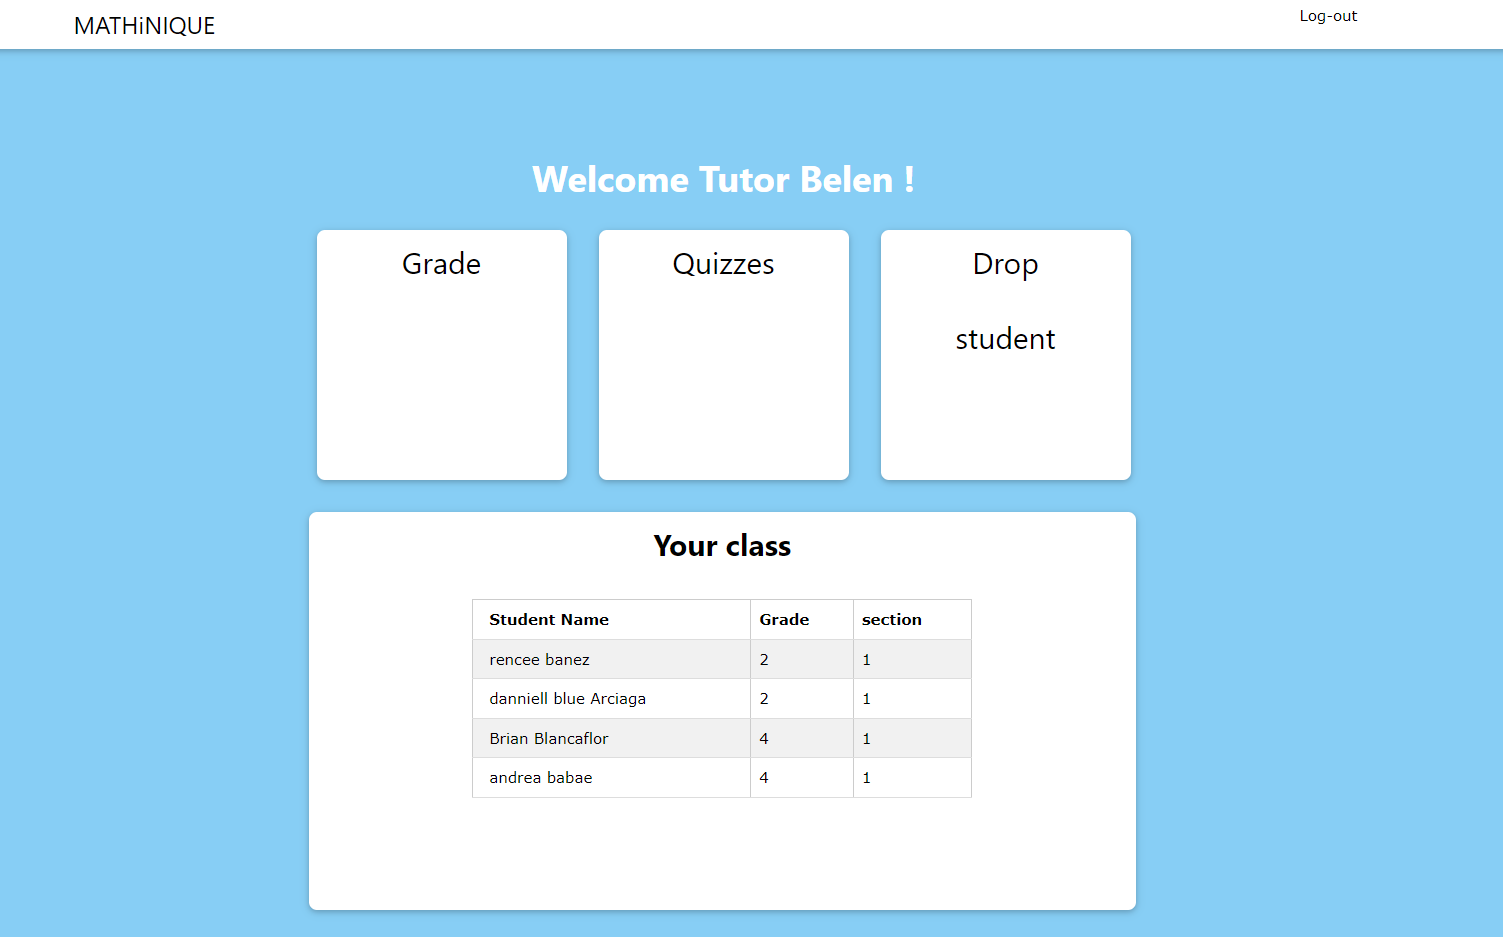 MATHiNIQUE
Log-out
Welcome Tutor Belen !
Grade
Quizzes
Drop
student
Your class
Student Name Grade section
rencee banez 2 1
danniell blue Arciaga 2 1
Brian Blancaflor 4 1
andrea babae 4 1